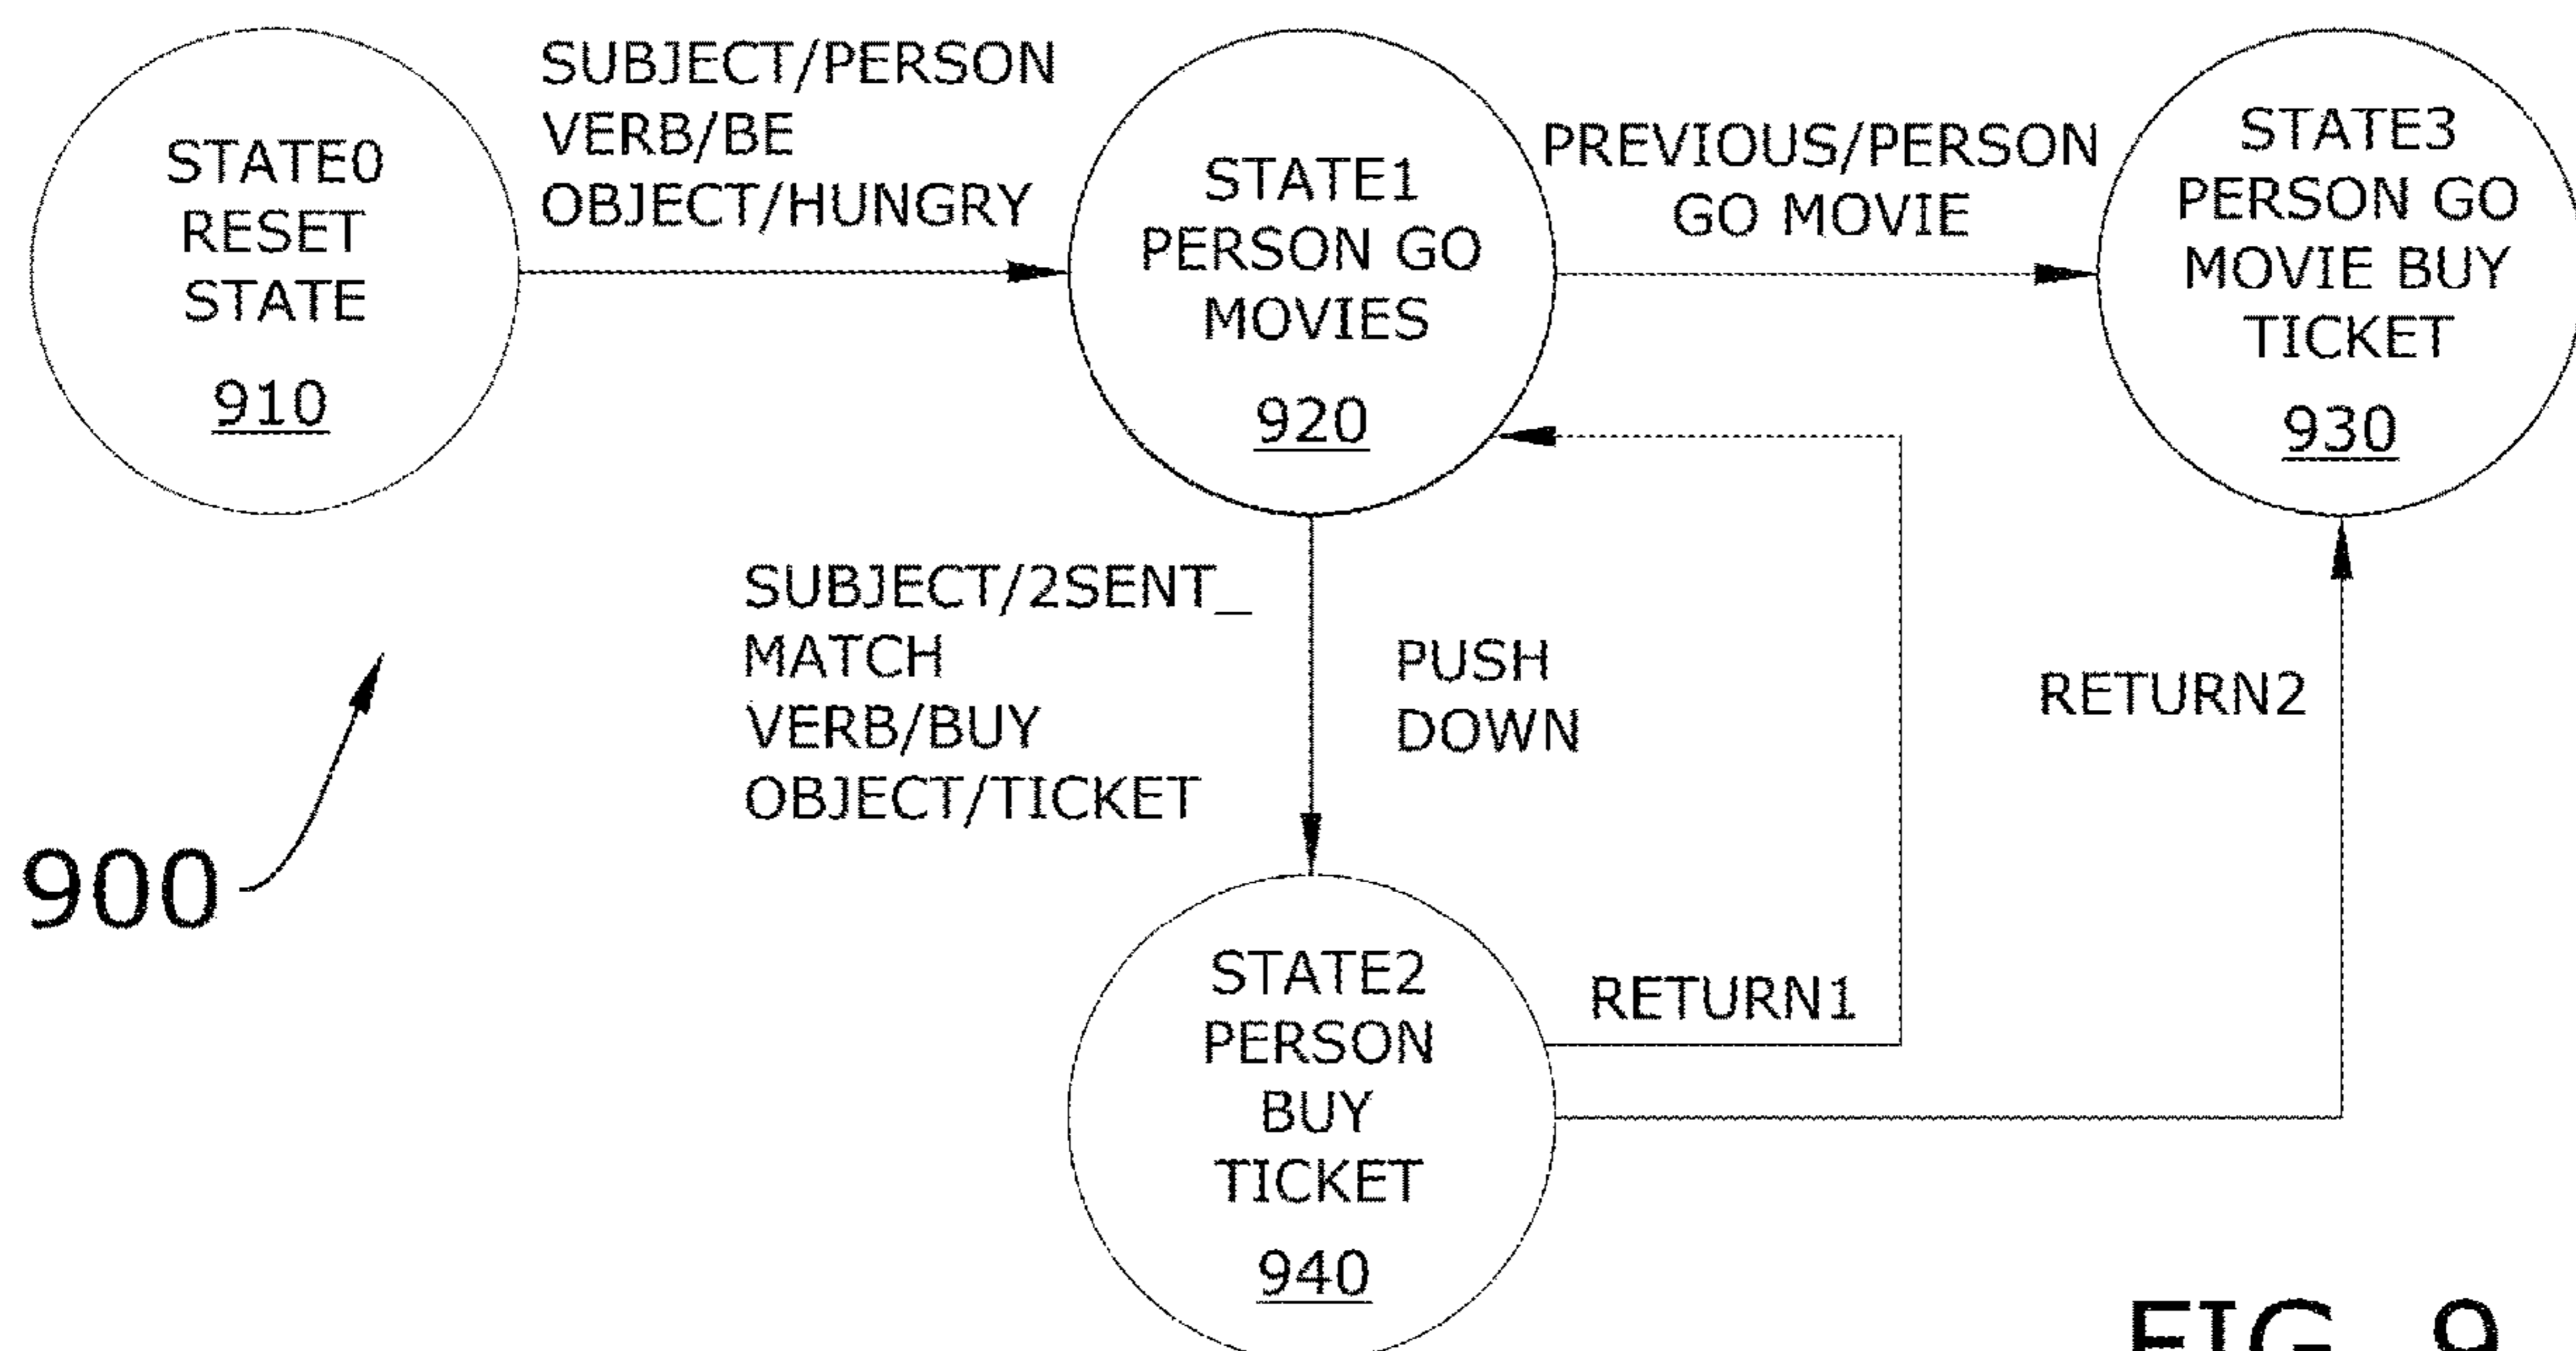 STATE0
RESET
STATE
910
SUBJECT/PERSON
VERB/BE
OBJECT/HUNGRY
STATE1
PERSON GO
MOVIES
920
PREVIOUS/PERSON
GO MOVIE
STATE3
PERSON GO
MOVIE BUY
TICKET
930
SUBJECT/2SENT_
MATCH
VERB/BUY
OBJECT/TICKET
PUSH
DOWN
RETURN2
900
STATE2
PERSON
BUY
TICKET
940
RETURN1
FIG. 9